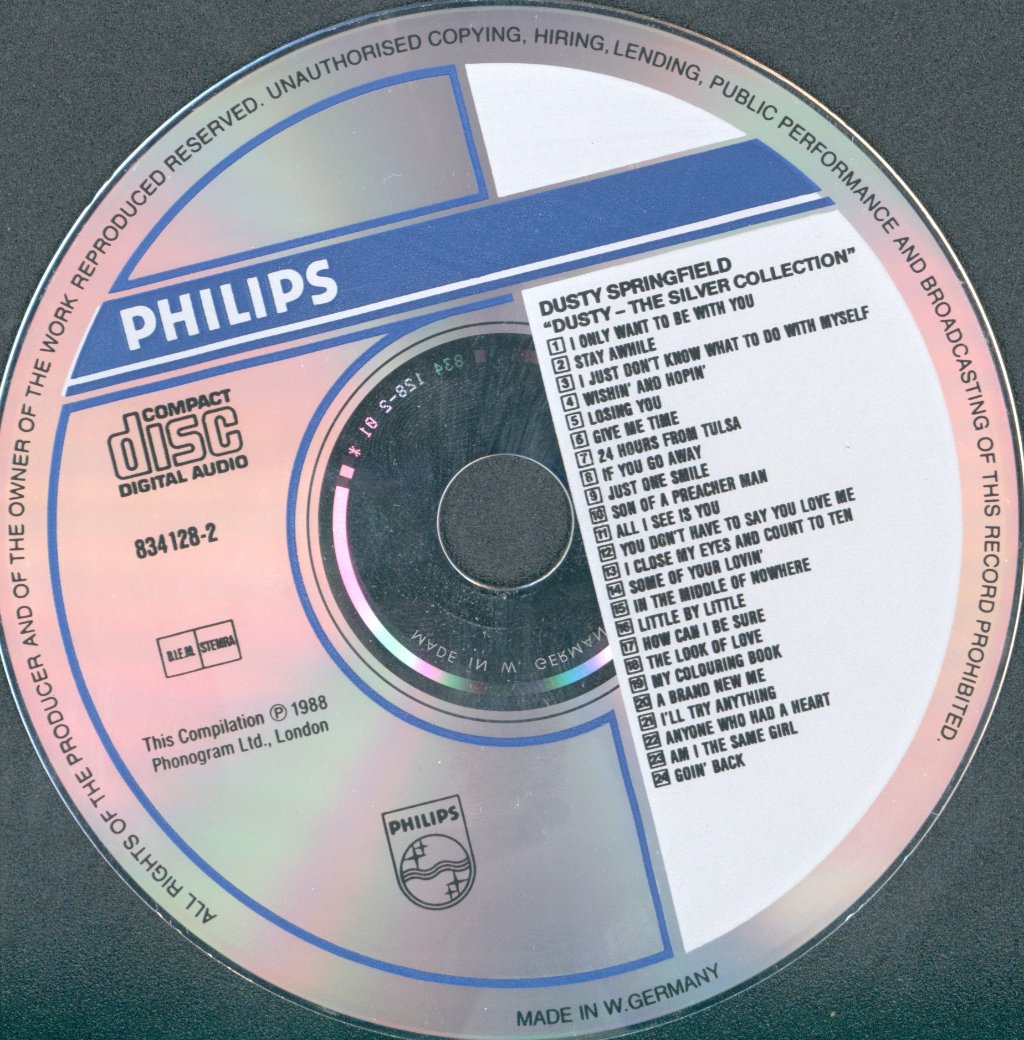 ALL RIGHTS OF THE PRODUCER AND OF THE OWNER OF THE WORK REPRODUCED RESERVED. UNAUTHORISED COPYING, HIRING, LENDING, PUBLIC PERFORMANCE AND BROADCASTING OF THIS RECORD PROHIBITED.
PHILIPS
DUSTY SPRINGFIELD
"DUSTY – THE SILVER COLLECTION"
1 "I ONLY WANT TO BE WITH YOU
2 STAY AWHILE
3 I JUST DON'T KNOW WHAT TO DO WITH MYSELF
4 WISHIN' AND HOPIN'
5 LOSING YOU
6 GIVE ME TIME
7 24 HOURS FROM TULSA
8 IF YOU GO AWAY
9 JUST ONE SMILE
10 SON OF A PREACHER MAN
11 ALL I SEE IS YOU
12 YOU DON'T HAVE TO SAY YOU LOVE ME
13 I CLOSE MY EYES AND COUNT TO TEN
14 SOME OF YOUR LOVIN'
15 IN THE MIDDLE OF NOWHERE
16 LITTLE BY LITTLE
17 HOW CAN I BE SURE
18 THE LOOK OF LOVE
19 MY COLOURING BOOK
20 A BRAND NEW ME
21 I'LL TRY ANYTHING
22 ANYONE WHO HAD A HEART
23 AM I THE SAME GIRL
24 GOIN' BACK
COMPACT
disc
DIGITAL AUDIO
834 128-2
B.I.E.M. STEMRA
This Compilation ℗ 1988
Phonogram Ltd., London
PHILIPS
834 128-2 01 *
MADE IN W. GERMANY
MADE IN W.GERMANY